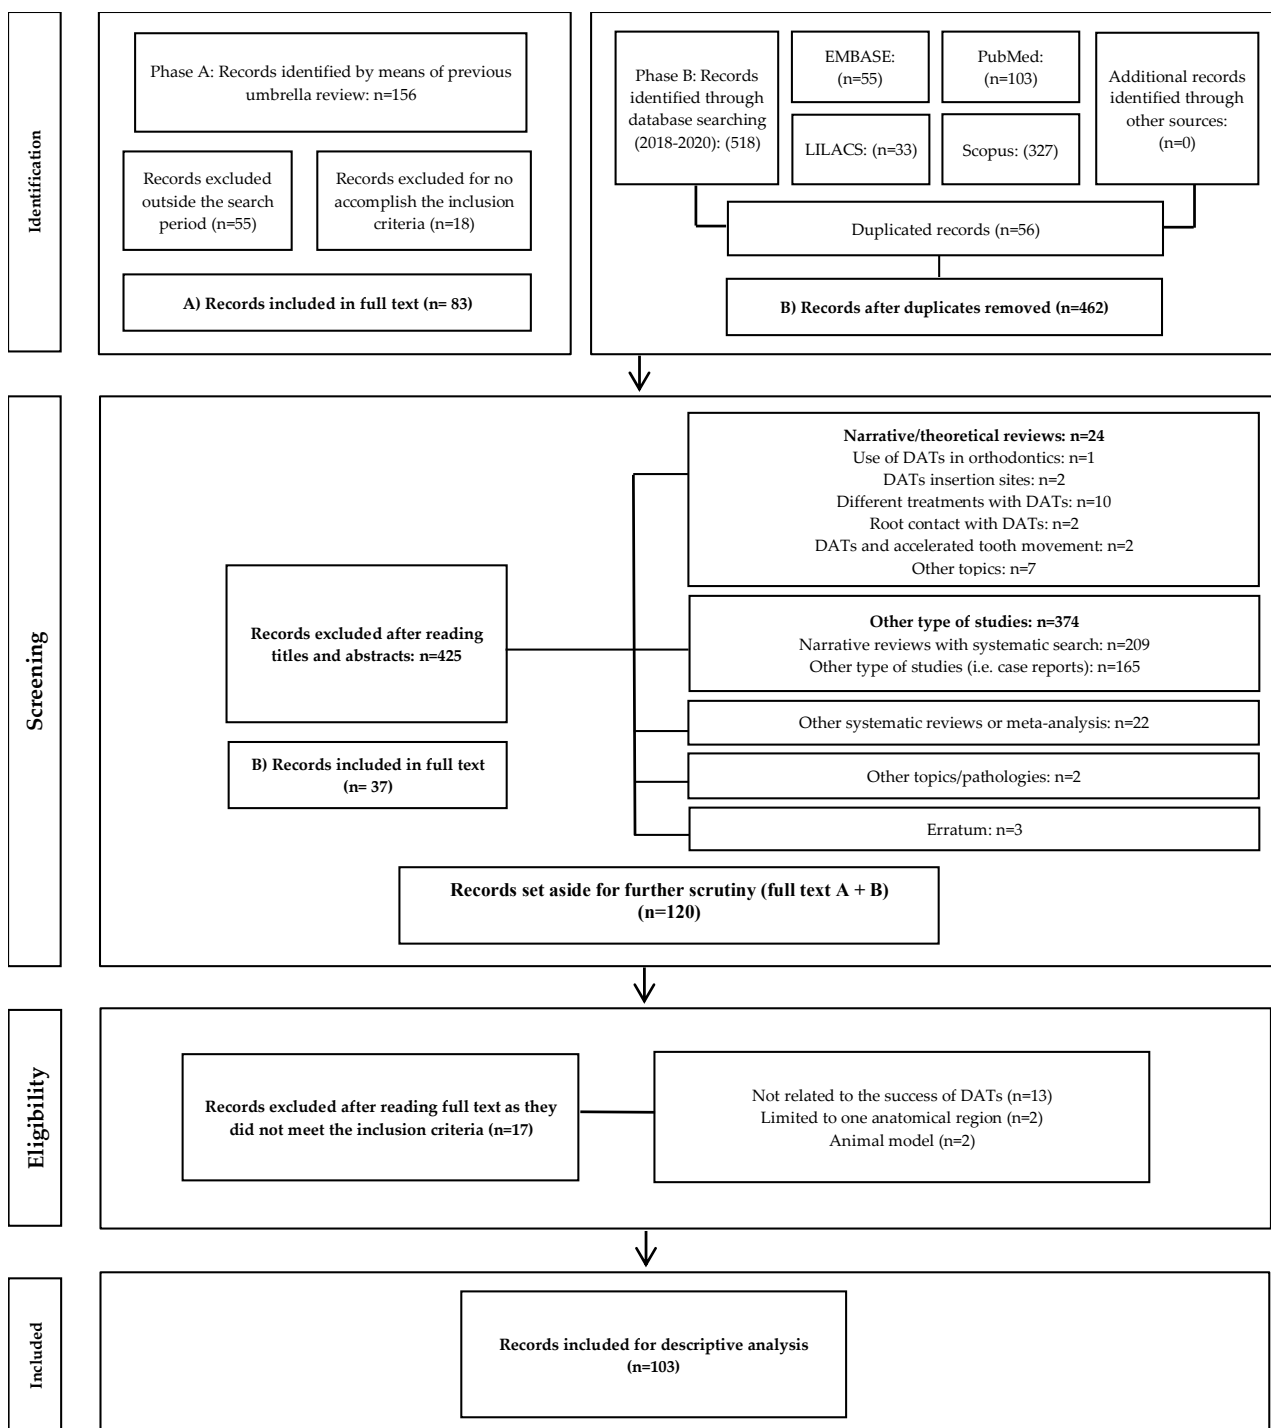 Identification
Phase A: Records identified by means of previous
umbrella review: n=156
Records excluded
outside the search
period (n=55)
Records excluded for no
accomplish the inclusion
criteria (n=18)
A) Records included in full text (n= 83)
Phase B: Records
identified through
database searching
(2018-2020): (518)
EMBASE:
(n=55)
PubMed:
(n=103)
LILACS: (n=33)
Scopus: (327)
Additional records
identified through
other sources:
(n=0)
Duplicated records (n=56)
B) Records after duplicates removed (n=462)
Screening
Records excluded after reading
titles and abstracts: n=425
B) Records included in full text
(n= 37)
Narrative/theoretical reviews: n=24
Use of DATs in orthodontics: n=1
DATs insertion sites: n=2
Different treatments with DATs: n=10
Root contact with DATs: n=2
DATs and accelerated tooth movement: n=2
Other topics: n=7
Other type of studies: n=374
Narrative reviews with systematic search: n=209
Other type of studies (i.e. case reports): n=165
Other systematic reviews or meta-analysis: n=22
Other topics/pathologies: n=2
Erratum: n=3
Records set aside for further scrutiny (full text A + B)
(n=120)
Eligibility
Records excluded after reading full text as they
did not meet the inclusion criteria (n=17)
Not related to the success of DATs (n=13)
Limited to one anatomical region (n=2)
Animal model (n=2)
Included
Records included for descriptive analysis
(n=103)